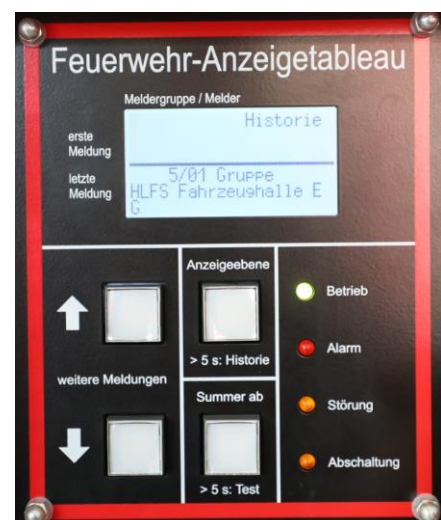 Feuerwehr-Anzeigetableau
Meldergruppe / Melder
erste
Meldung
Historie
letzte
Meldung
5/01 Gruppe
HLFS Fahrzeughalle E
G
Anzeigeebene
> 5 s: Historie
weitere Meldungen
Summer ab
> 5 s: Test
Betrieb
Alarm
Störung
Abschaltung